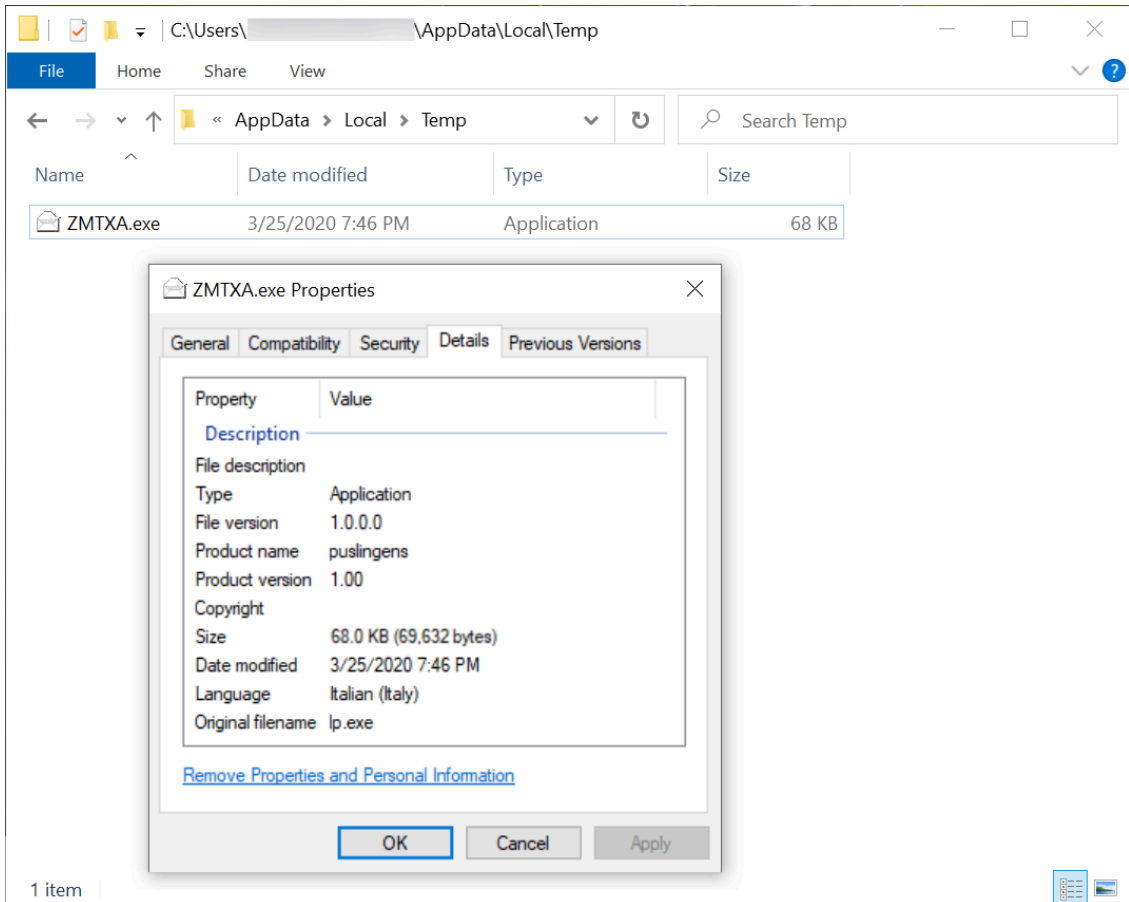 C:\Users\ \AppData\Local\Temp
File Home Share View
« AppData > Local > Temp Search Temp
Name Date modified Type Size
ZMTXA.exe 3/25/2020 7:46 PM Application 68 KB
ZMTXA.exe Properties
General Compatibility Security Details Previous Versions
Property Value
Description
File description
Type Application
File version 1.0.0.0
Product name puslingens
Product version 1.00
Copyright
Size 68.0 KB (69,632 bytes)
Date modified 3/25/2020 7:46 PM
Language Italian (Italy)
Original filename lp.exe
Remove Properties and Personal Information
OK Cancel Apply
1 item